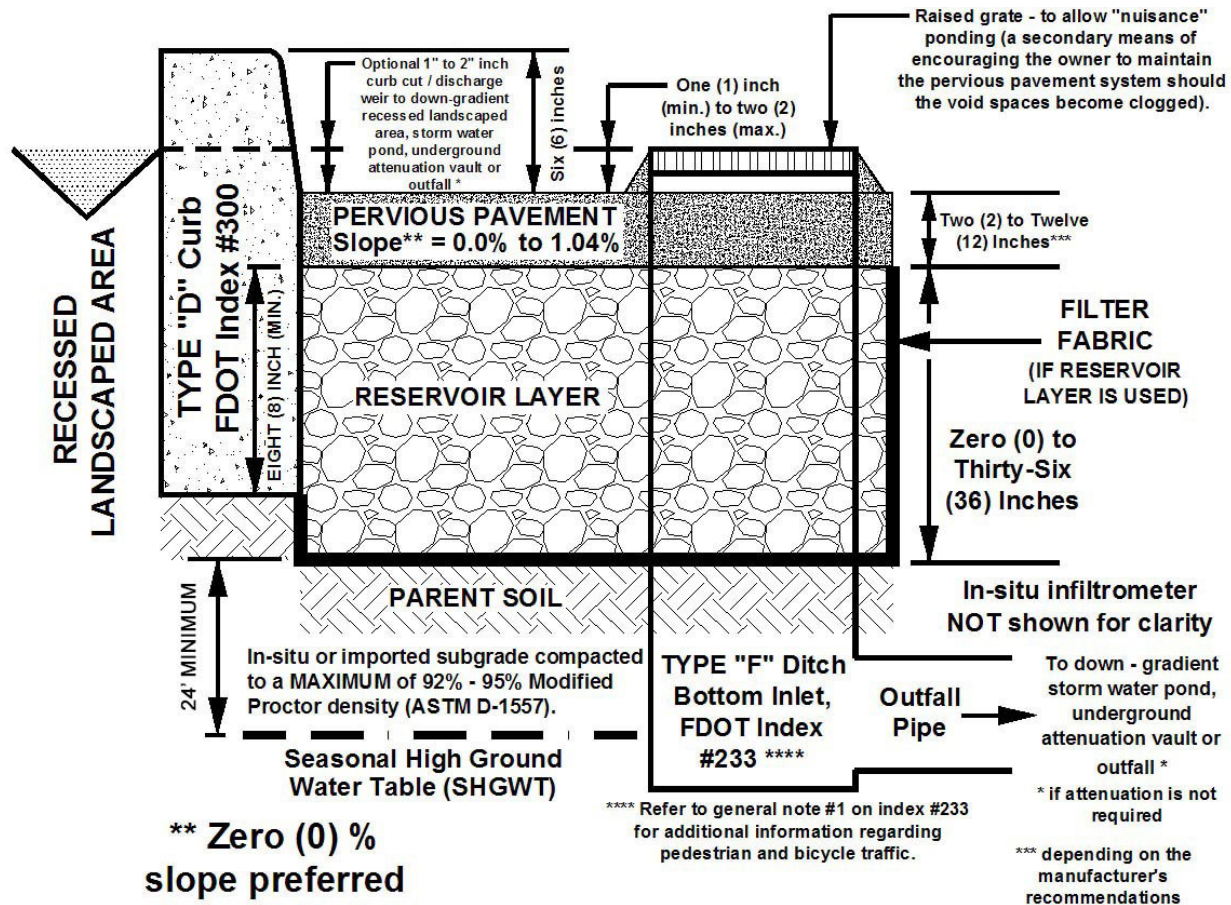 Optional 1" to 2" inch
curb cut / discharge
weir to down-gradient
recessed landscaped
area, storm water
pond, underground
attenuation vault or
outfall *
Six (6) inches
One (1) inch
(min.) to two (2)
inches (max.)
Raised grate - to allow "nuisance"
ponding (a secondary means of
encouraging the owner to maintain
the pervious pavement system should
the void spaces become clogged).
RECESSED
LANDSCAPED AREA
TYPE "D" Curb
FDOT Index #300
PERVIOUS PAVEMENT
Slope** = 0.0% to 1.04%
Two (2) to Twelve
(12) Inches***
EIGHT (8) INCH (MIN.)
RESERVOIR LAYER
FILTER
FABRIC
(IF RESERVOIR
LAYER IS USED)
Zero (0) to
Thirty-Six
(36) Inches
24' MINIMUM
PARENT SOIL
In-situ infiltrometer
NOT shown for clarity
In-situ or imported subgrade compacted
to a MAXIMUM of 92% - 95% Modified
Proctor density (ASTM D-1557).
TYPE "F" Ditch
Bottom Inlet,
FDOT Index
#233 ****
Outfall
Pipe
To down - gradient
storm water pond,
underground
attenuation vault or
outfall *
* if attenuation is not
required
Seasonal High Ground
Water Table (SHGWT)
**** Refer to general note #1 on index #233
for additional information regarding
pedestrian and bicycle traffic.
** Zero (0) %
slope preferred
*** depending on the
manufacturer's
recommendations